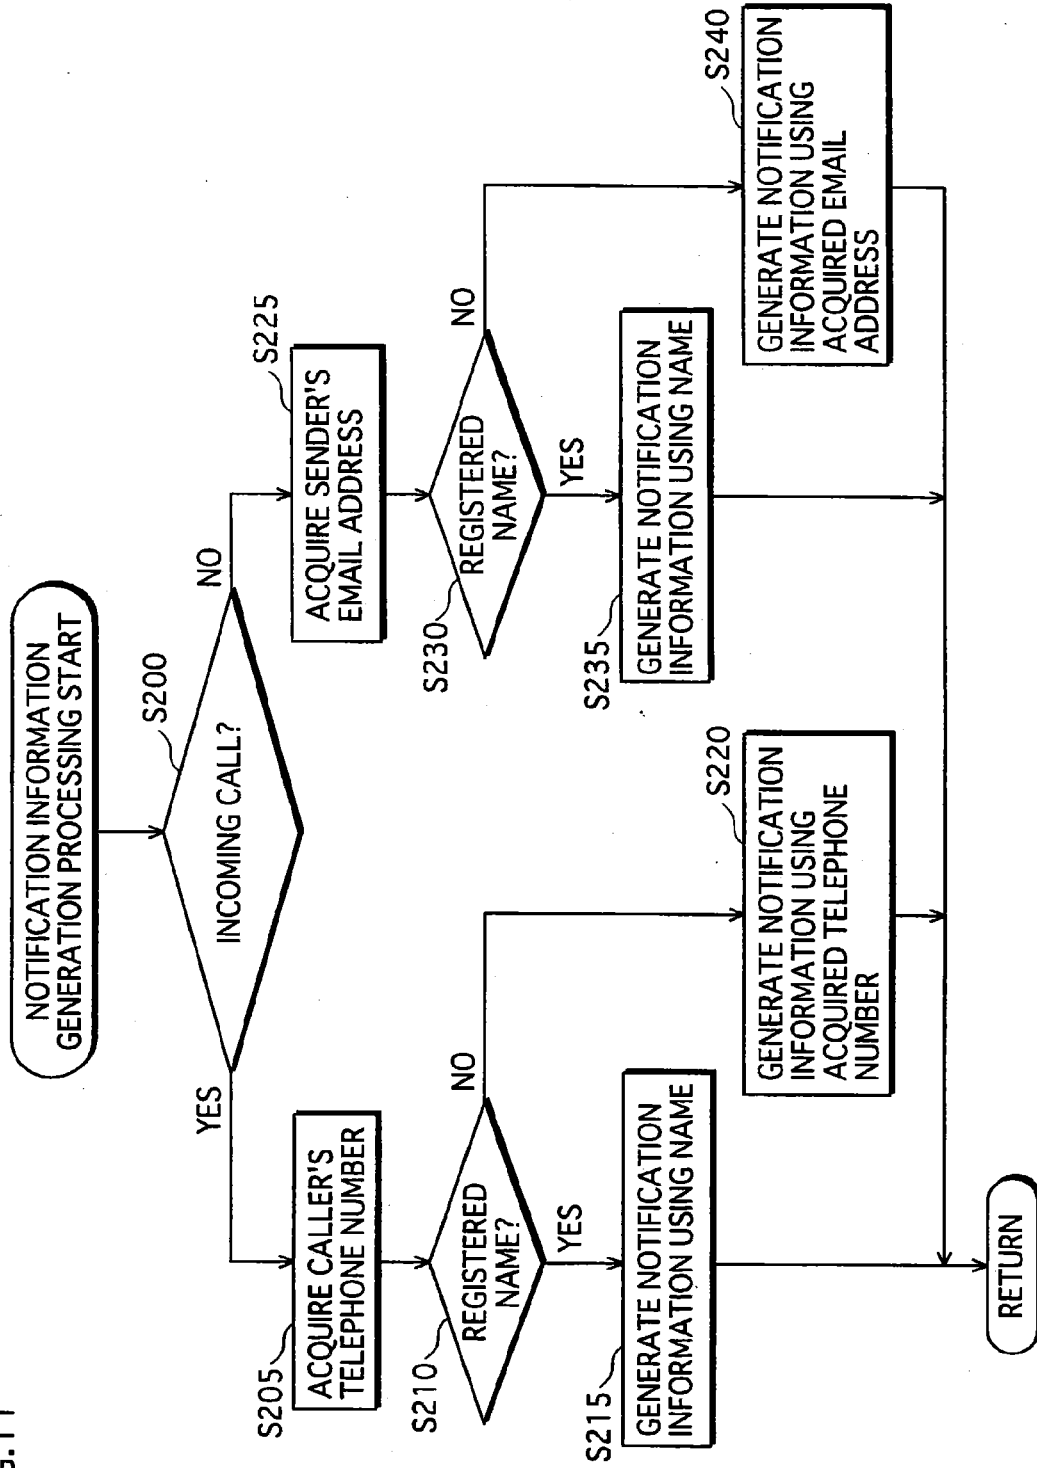 G.11
NOTIFICATION INFORMATION
GENERATION PROCESSING START
S200
INCOMING CALL?
YES
NO
S205
ACQUIRE CALLER'S
TELEPHONE NUMBER
S225
ACQUIRE SENDER'S
EMAIL ADDRESS
S210
REGISTERED
NAME?
NO
YES
S230
REGISTERED
NAME?
NO
YES
S215
GENERATE NOTIFICATION
INFORMATION USING NAME
S235
GENERATE NOTIFICATION
INFORMATION USING NAME
S220
GENERATE NOTIFICATION
INFORMATION USING
ACQUIRED TELEPHONE
NUMBER
S240
GENERATE NOTIFICATION
INFORMATION USING
ACQUIRED EMAIL
ADDRESS
RETURN